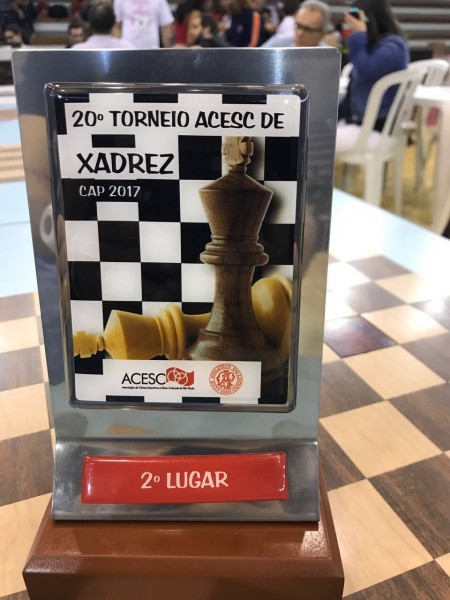 20º TORNEIO ACESC DE
XADREZ
CAP 2017
ACESC
2º LUGAR